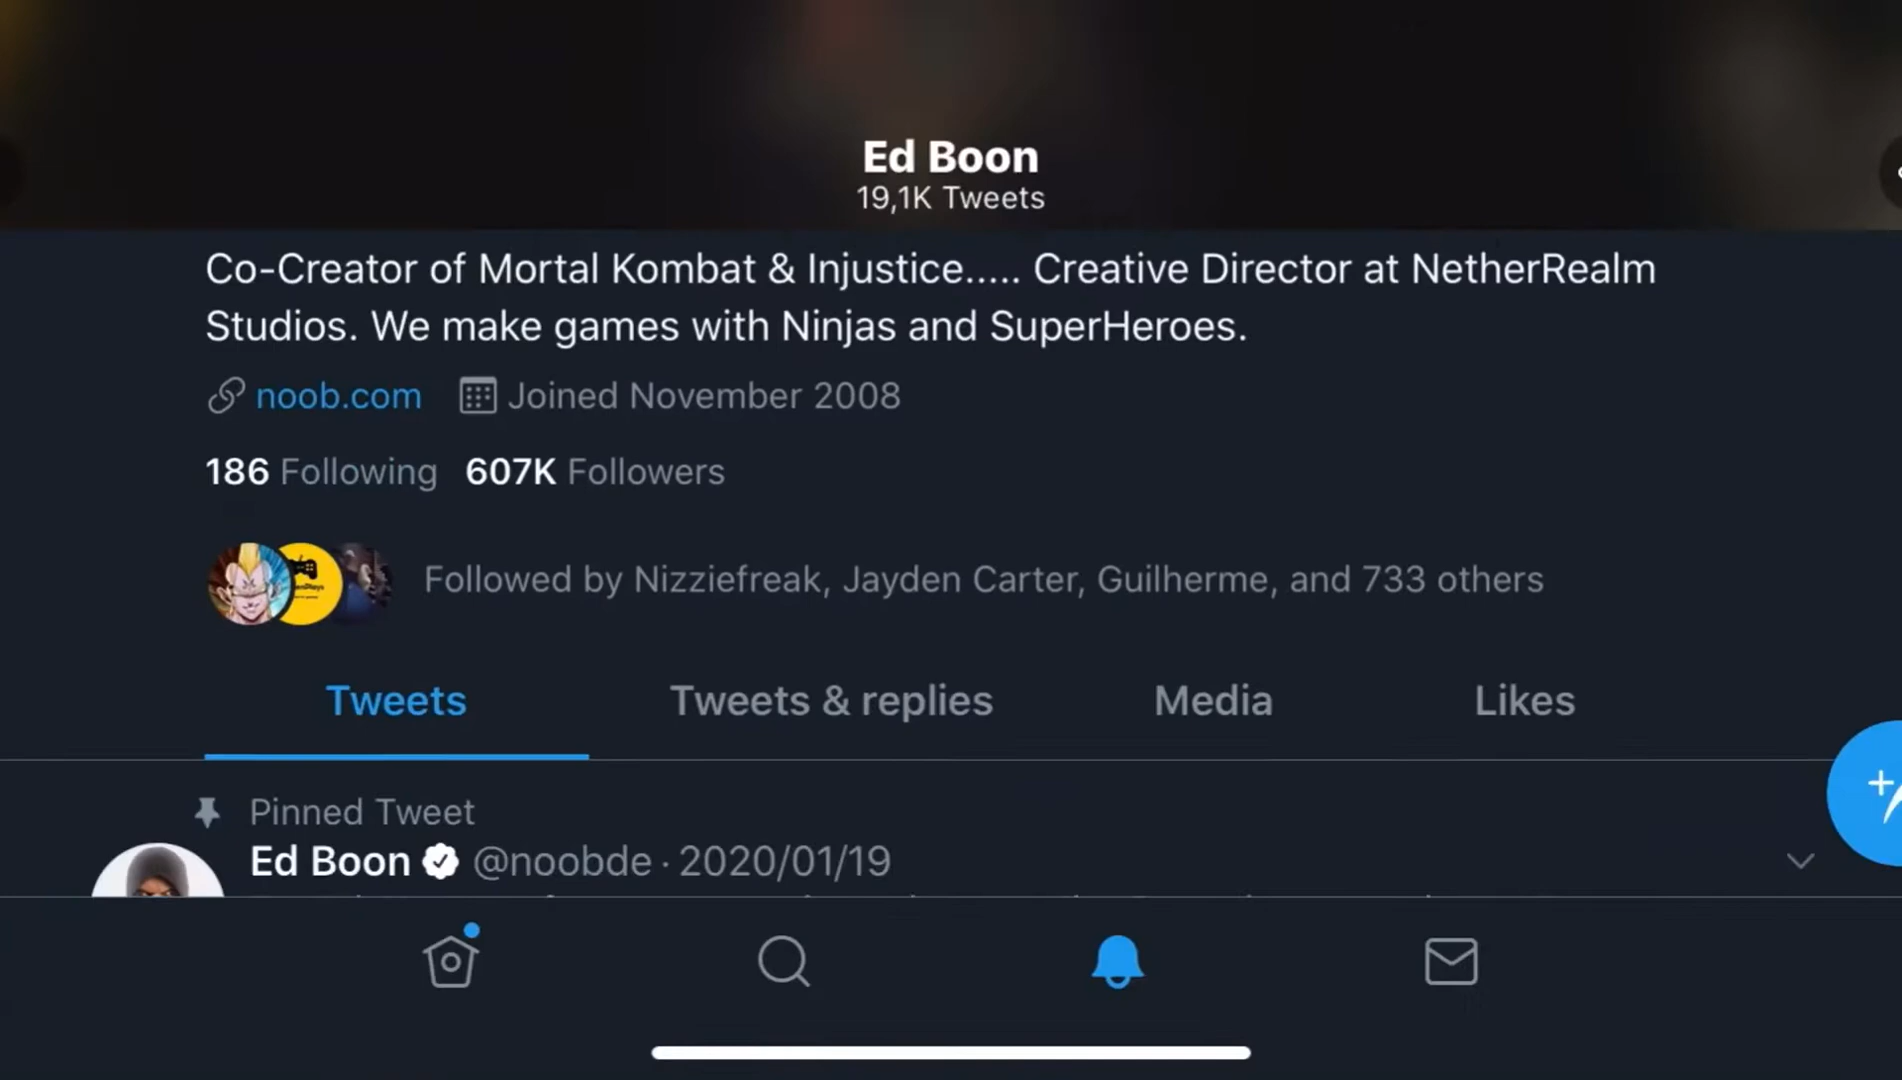 Ed Boon
19,1K Tweets
Co-Creator of Mortal Kombat & Injustice..... Creative Director at NetherRealm
Studios. We make games with Ninjas and SuperHeroes.
noob.com Joined November 2008
186 Following 607K Followers
Followed by Nizziefreak, Jayden Carter, Guilherme, and 733 others
Tweets Tweets & replies Media Likes
Pinned Tweet
Ed Boon @noobde · 2020/01/19